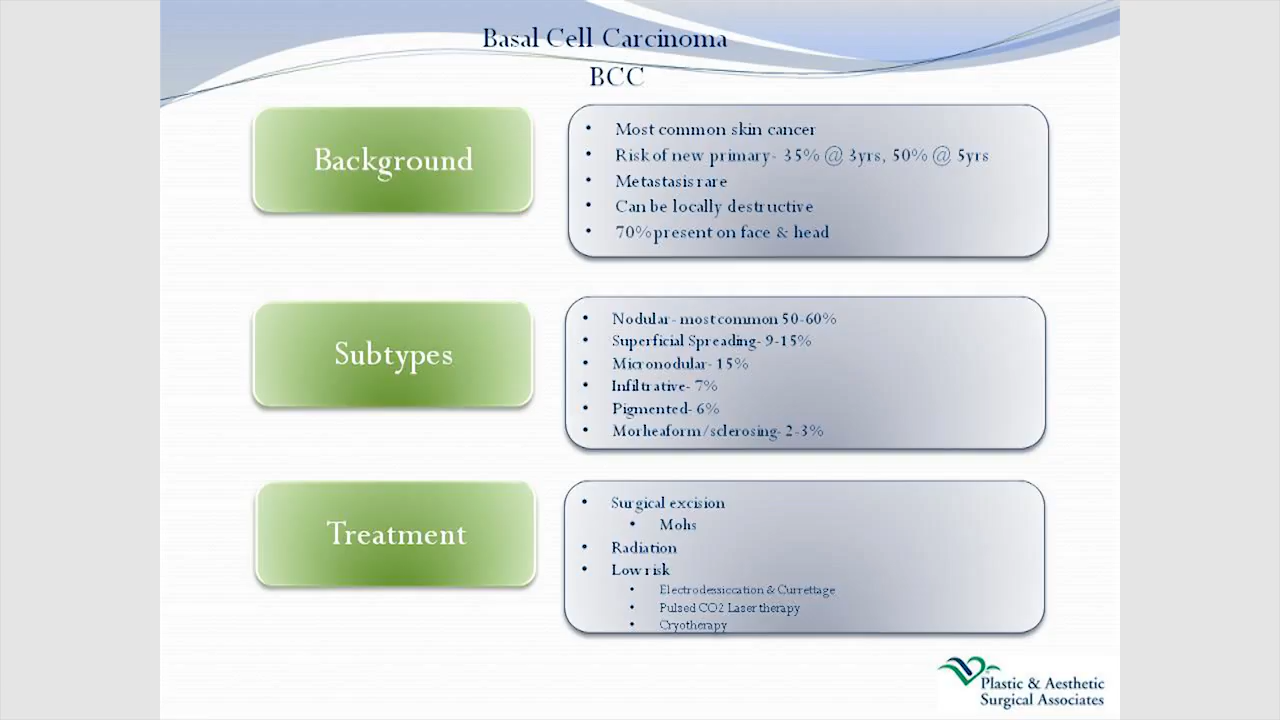 Basal Cell Carcinoma
BCC
Background
• Most common skin cancer
• Risk of new primary- 35% @ 3yrs, 50% @ 5yrs
• Metastasis rare
• Can be locally destructive
• 70% present on face & head
Subtypes
• Nodular- most common 50-60%
• Superficial Spreading- 9-15%
• Micronodular- 15%
• Infiltrative- 7%
• Pigmented- 6%
• Morheaform/sclerosing- 2-3%
Treatment
• Surgical excision
• Mohs
• Radiation
• Low risk
• Electrodessiccation & Currettage
• Pulsed CO2 Laser therapy
• Cryotherapy
Plastic & Aesthetic
Surgical Associates